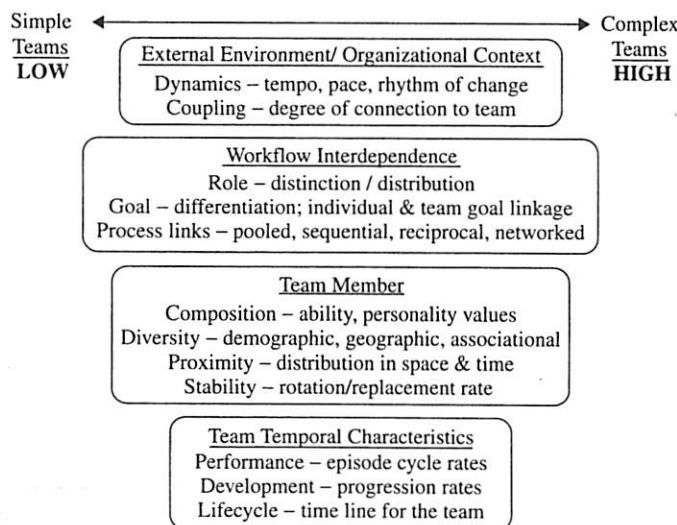 Simple
Teams
LOW
Complex
Teams
HIGH
External Environment/ Organizational Context
Dynamics – tempo, pace, rhythm of change
Coupling – degree of connection to team
Workflow Interdependence
Role – distinction / distribution
Goal – differentiation; individual & team goal linkage
Process links – pooled, sequential, reciprocal, networked
Team Member
Composition – ability, personality values
Diversity – demographic, geographic, associational
Proximity – distribution in space & time
Stability – rotation/replacement rate
Team Temporal Characteristics
Performance – episode cycle rates
Development – progression rates
Lifecycle – time line for the team